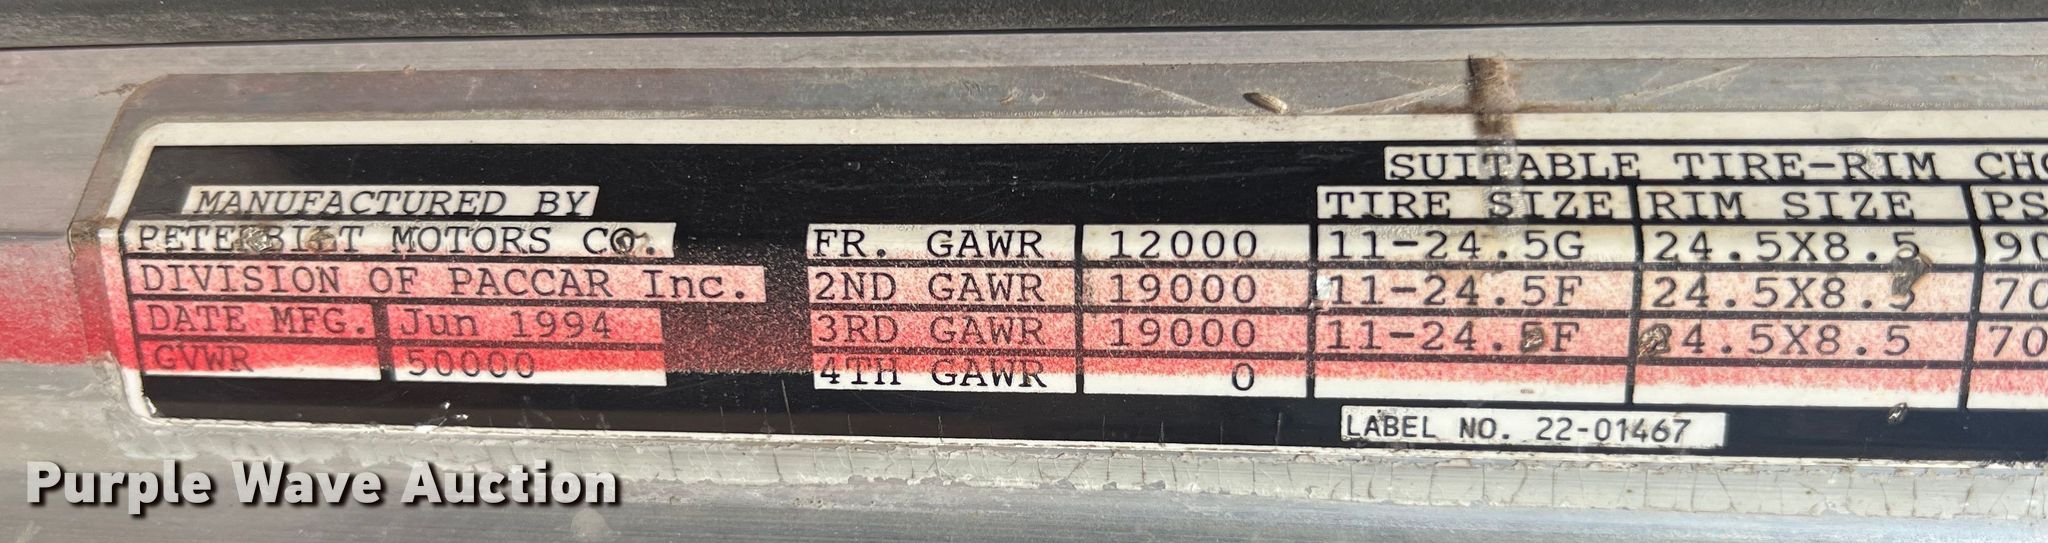 SUITABLE TIRE-RIM CHO
MANUFACTURED BY
PETERBILT MOTORS CO.
DIVISION OF PACCAR Inc.
DATE MFG. Jun 1994
GVWR 50000
TIRE SIZE RIM SIZE PS
FR. GAWR 12000 11-24.5G 24.5X8.5 90
2ND GAWR 19000 11-24.5F 24.5X8.5 70
3RD GAWR 19000 11-24.5F 24.5X8.5 70
4TH GAWR 0
LABEL NO. 22-01467
Purple Wave Auction